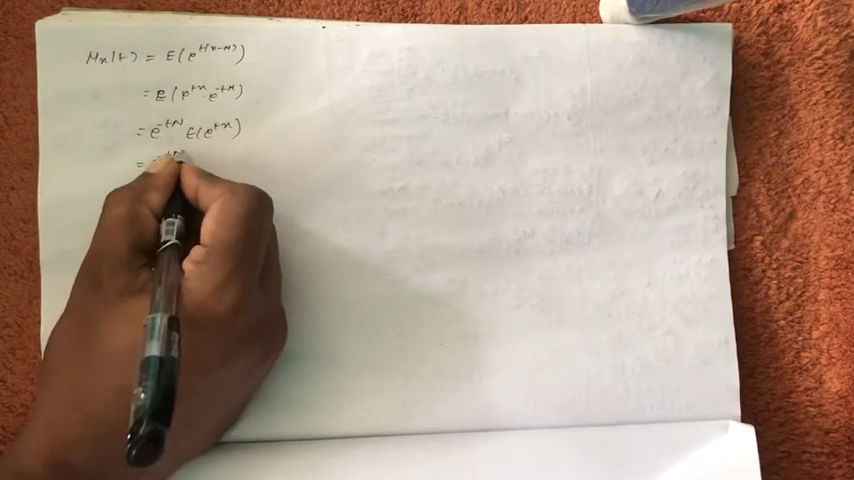 Mx(t) = E(e^t(x-μ))
= E(e^tx . e^-tμ)
= e^-tμ E(e^tx)
=